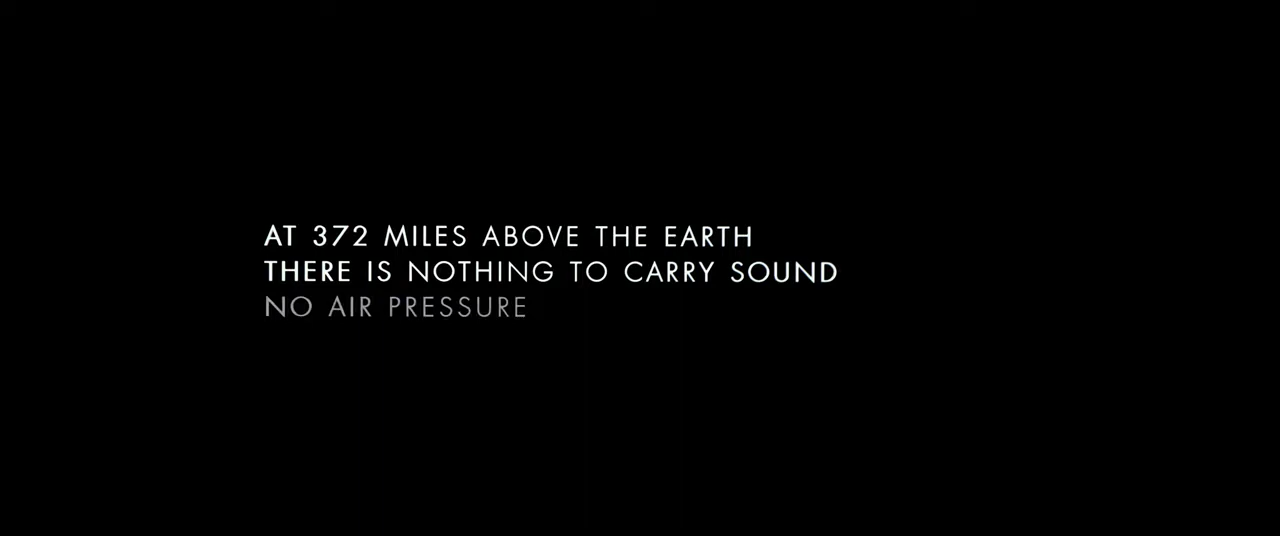 AT 372 MILES ABOVE THE EARTH
THERE IS NOTHING TO CARRY SOUND
NO AIR PRESSURE